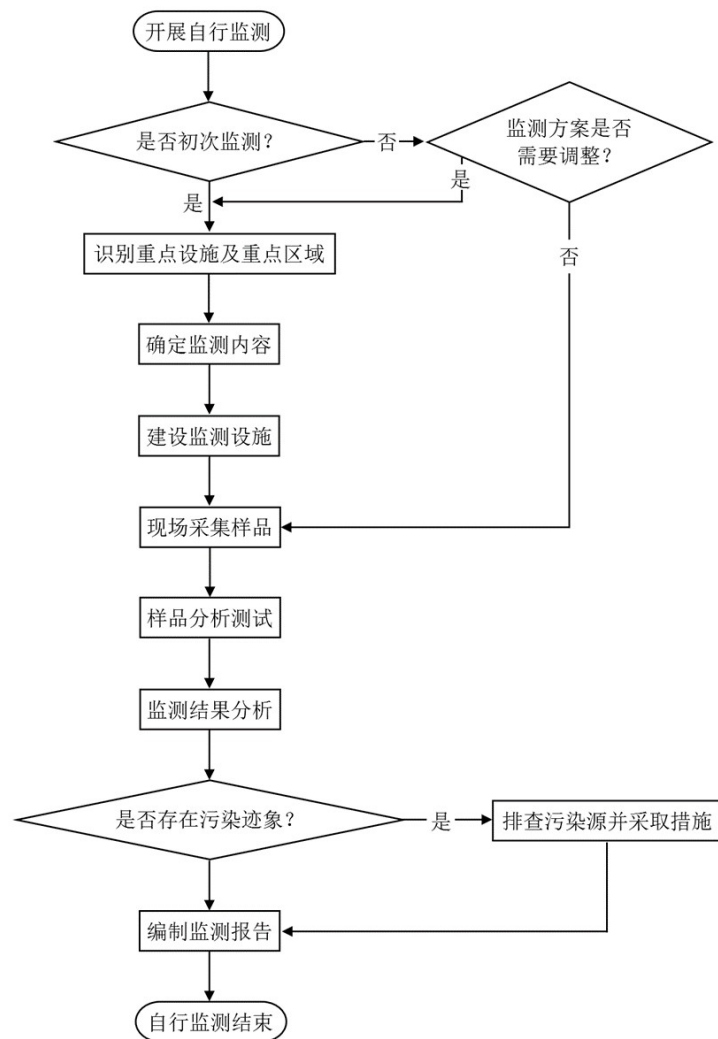 开展自行监测
是否初次监测？
否
监测方案是否
需要调整？
是
是
识别重点设施及重点区域
否
确定监测内容
建设监测设施
现场采集样品
样品分析测试
监测结果分析
是否存在污染迹象？
是
排查污染源并采取措施
编制监测报告
自行监测结束